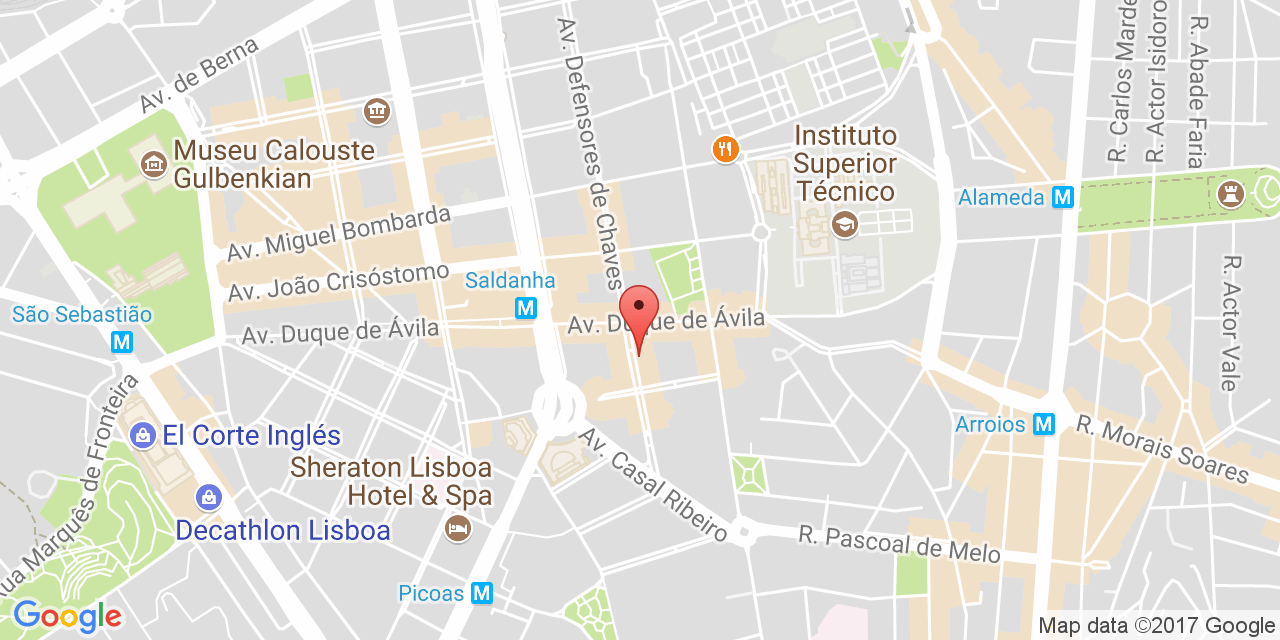 Av. de Berna
Av. Defensores de Chaves
R. Carlos Marde
R. Actor Isidoro
R. Abade Faria
Museu Calouste
Gulbenkian
Instituto
Superior
Técnico
Alameda M
Av. Miguel Bombarda
Av. João Crisóstomo
Saldanha
M
São Sebastião
M
Av. Duque de Ávila
Av. Duque de Ávila
R. Actor Vale
El Corte Inglés
Arroios M
R. Morais Soares
Sheraton Lisboa
Hotel & Spa
Av. Casal Ribeiro
Decathlon Lisboa
R. Pascoal de Melo
ua Marquês de Fronteira
Picoas M
Google
Map data ©2017 Google